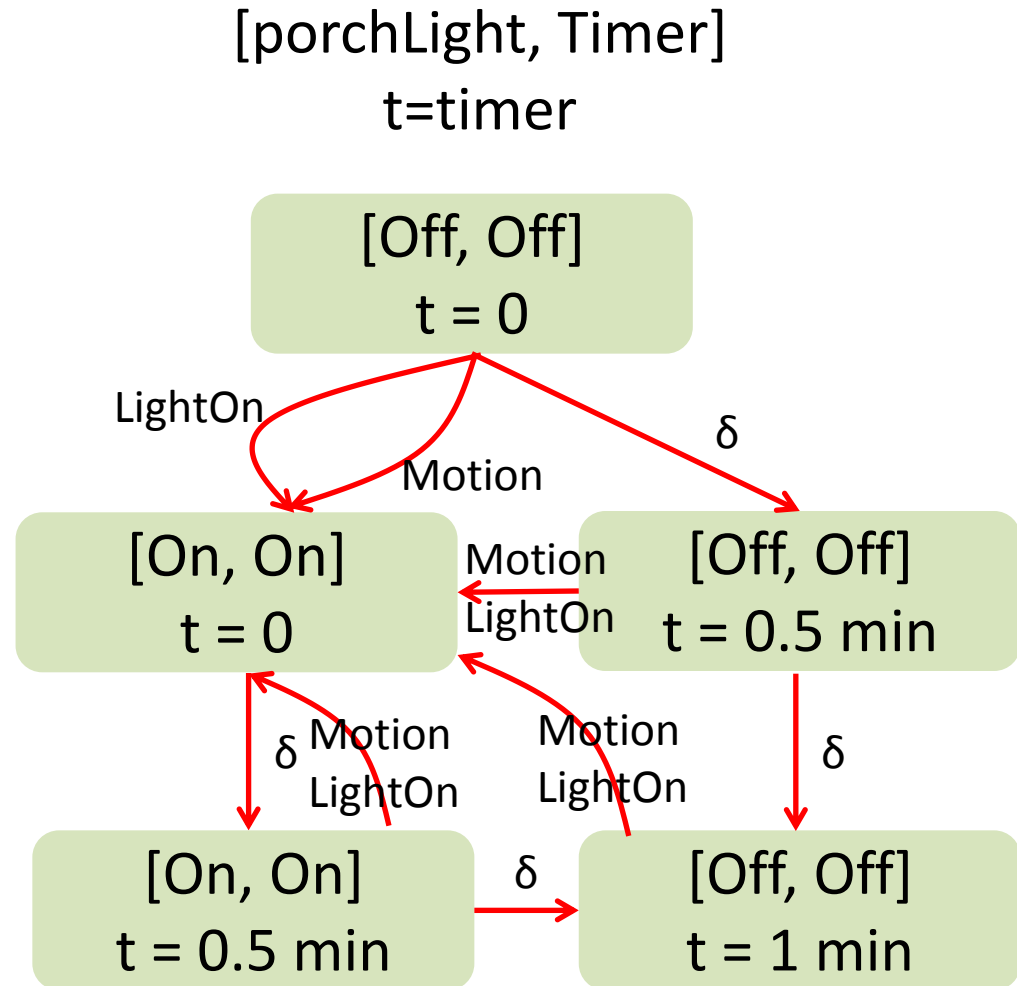 [porchLight, Timer]
t=timer
[Off, Off]
t = 0
LightOn
δ
Motion
[On, On]
t = 0
Motion
LightOn
[Off, Off]
t = 0.5 min
δ
Motion
LightOn
Motion
LightOn
δ
[On, On]
t = 0.5 min
δ
[Off, Off]
t = 1 min